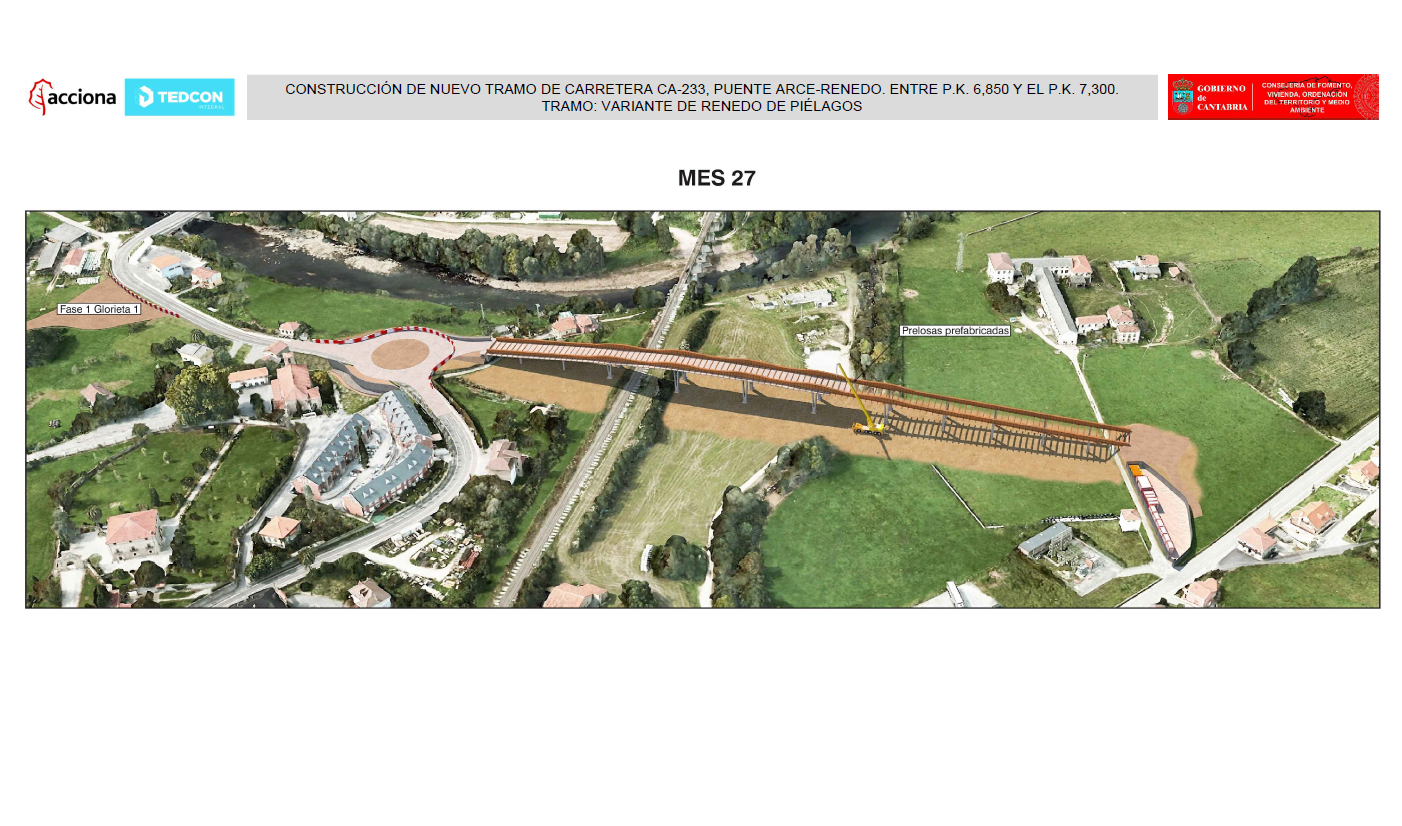 acciona
TEDCON
INTEGRAL
CONSTRUCCIÓN DE NUEVO TRAMO DE CARRETERA CA-233, PUENTE ARCE-RENEDO. ENTRE P.K. 6,850 Y EL P.K. 7,300.
TRAMO: VARIANTE DE RENEDO DE PIÉLAGOS
GOBIERNO
de
CANTABRIA
CONSEJERÍA DE FOMENTO,
VIVIENDA, ORDENACIÓN
DEL TERRITORIO Y MEDIO
AMBIENTE
MES 27
Fase 1 Glorieta 1
Prelosas prefabricadas